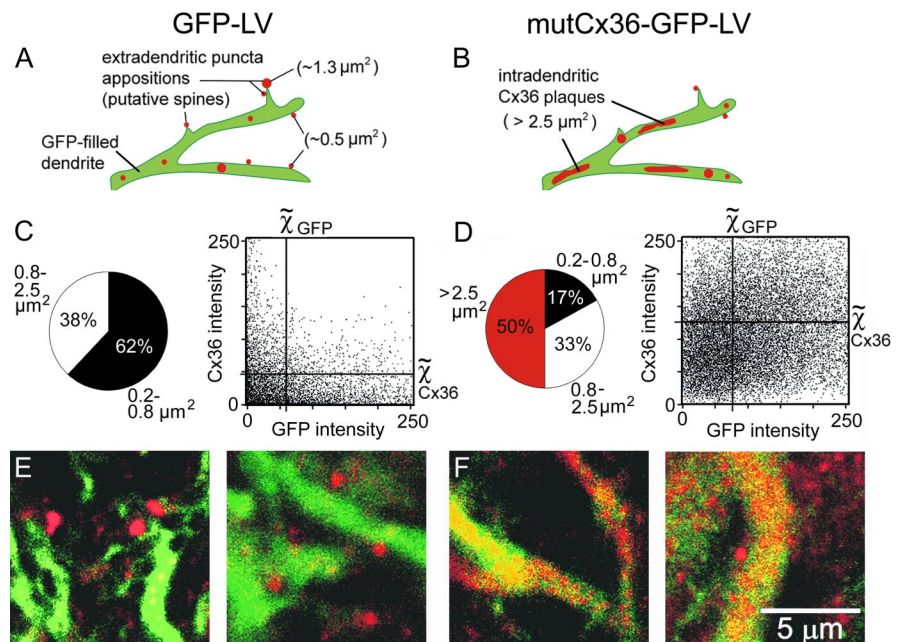 GFP-LV
mutCx36-GFP-LV
A
extradendritic puncta
appositions
(putative spines)
(~1.3 µm²)
GFP-filled
dendrite
(~0.5 µm²)
B
intradendritic
Cx36 plaques
( > 2.5 µm²)
C
0.8-
2.5
µm²
38%
62%
0.2-
0.8 µm²
χ̃ GFP
250
Cx36 intensity
0
χ̃
Cx36
0
250
GFP intensity
D
>2.5
µm²
0.2-0.8
µm²
17%
50%
33%
0.8-
2.5µm²
χ̃ GFP
250
Cx36 intensity
0
χ̃
Cx36
0
250
GFP intensity
E
F
5 µm